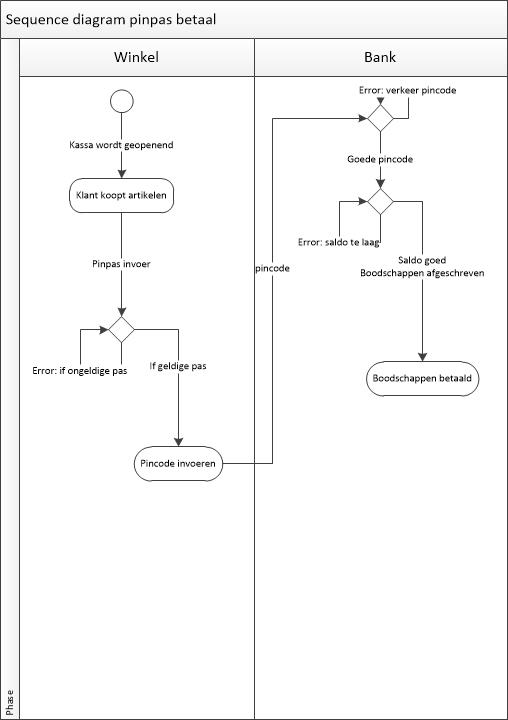 Sequence diagram pinpas betaal
Winkel
Bank
Kassa wordt geopenend
Klant koopt artikelen
Pinpas invoer
Error: if ongeldige pas
If geldige pas
Pincode invoeren
pincode
Error: verkeer pincode
Goede pincode
Error: saldo te laag
Saldo goed
Boodschappen afgeschreven
Boodschappen betaald
Phase